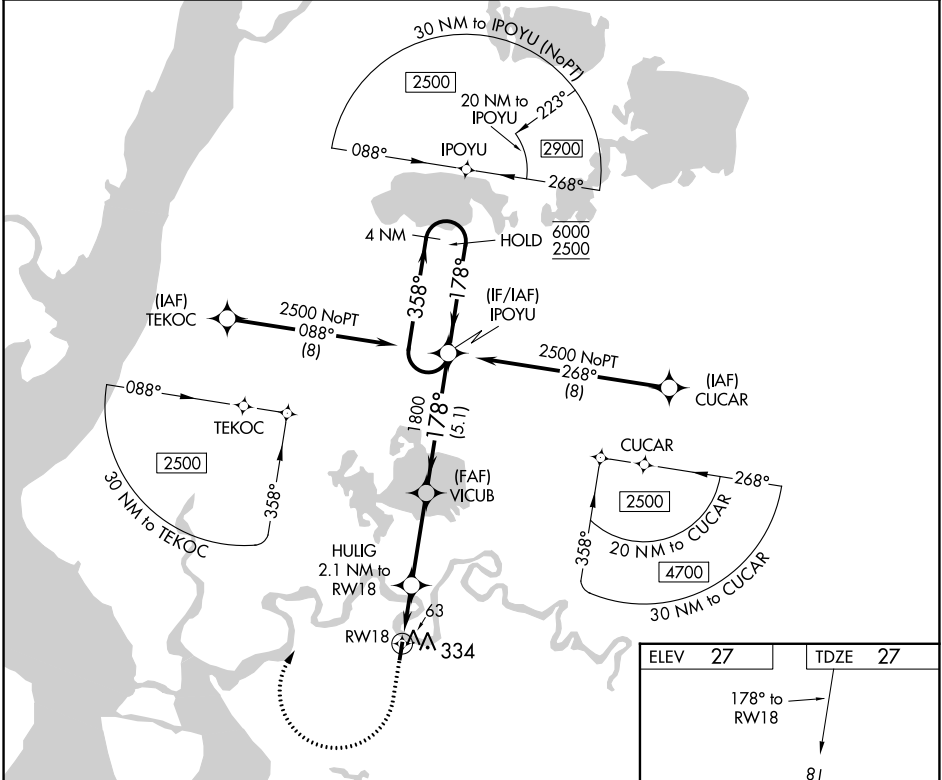 30 NM to IPOYU (NoPT)
2500
20 NM to
IPOYU
223°
2900
088°
IPOYU
268°
4 NM
HOLD
6000
2500
358°
178°
(IF/IAF)
IPOYU
(IAF)
TEKOC
2500 NoPT
088°
(8)
2500 NoPT
268°
(8)
(IAF)
CUCAR
1800
178°
(5.1)
088°
TEKOC
2500
358°
30 NM to TEKOC
(FAF)
VICUB
CUCAR
268°
2500
358°
20 NM to CUCAR
4700
30 NM to CUCAR
HULIG
2.1 NM to
RW18
63
RW18
334
ELEV 27
TDZE 27
178° to
RW18
81